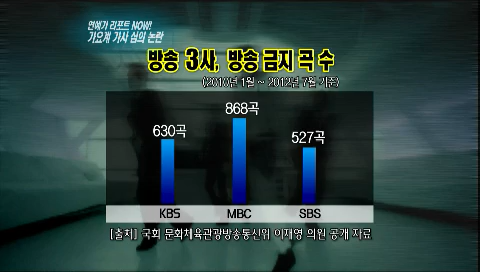 연예가 리포트 NOW!
가요계 가사 심의 논란
방송 3사, 방송 금지 곡 수
(2010년 1월 ~ 2012년 7월 기준)
868곡
630곡
527곡
KBS MBC SBS
[출처] 국회 문화체육관광방송통신위 이재영 의원 공개 자료